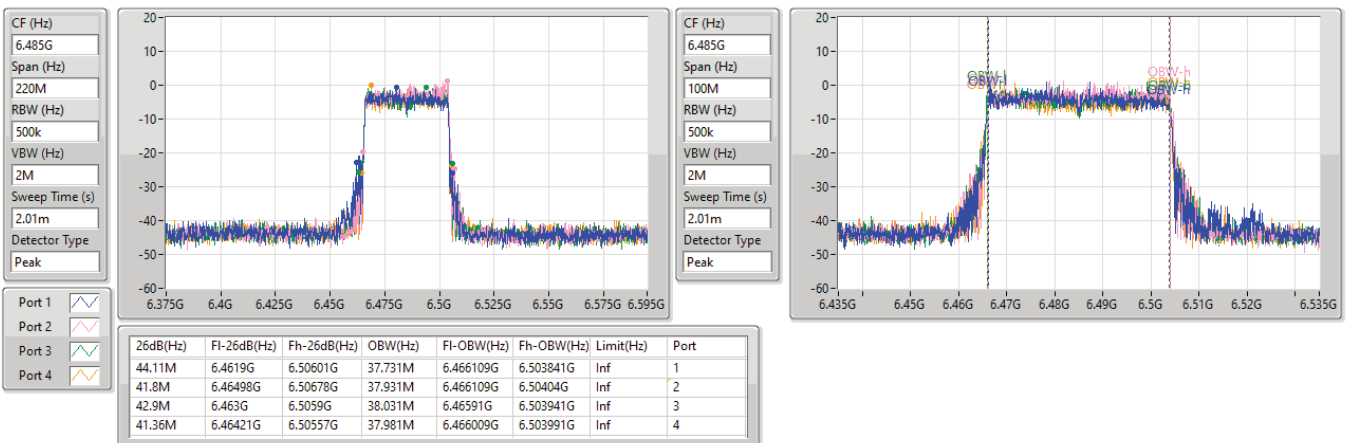 CF (Hz)
6.485G
Span (Hz)
220M
RBW (Hz)
500k
VBW (Hz)
2M
Sweep Time (s)
2.01m
Detector Type
Peak
20
10
0
-10
-20
-30
-40
-50
-60
6.375G 6.4G 6.425G 6.45G 6.475G 6.5G 6.525G 6.55G 6.575G 6.595G
CF (Hz)
6.485G
Span (Hz)
100M
RBW (Hz)
500k
VBW (Hz)
2M
Sweep Time (s)
2.01m
Detector Type
Peak
20
10
0
-10
-20
-30
-40
-50
-60
OBW-l
OBW-h
OBW-h
6.435G 6.45G 6.46G 6.47G 6.48G 6.49G 6.5G 6.51G 6.52G 6.535G
Port 1
Port 2
Port 3
Port 4
26dB(Hz) Fl-26dB(Hz) Fh-26dB(Hz) OBW(Hz) Fl-OBW(Hz) Fh-OBW(Hz) Limit(Hz) Port
44.11M 6.4619G 6.50601G 37.731M 6.466109G 6.503841G Inf 1
41.8M 6.46498G 6.50678G 37.931M 6.466109G 6.50404G Inf 2
42.9M 6.463G 6.5059G 38.031M 6.46591G 6.503941G Inf 3
41.36M 6.46421G 6.50557G 37.981M 6.466009G 6.503991G Inf 4